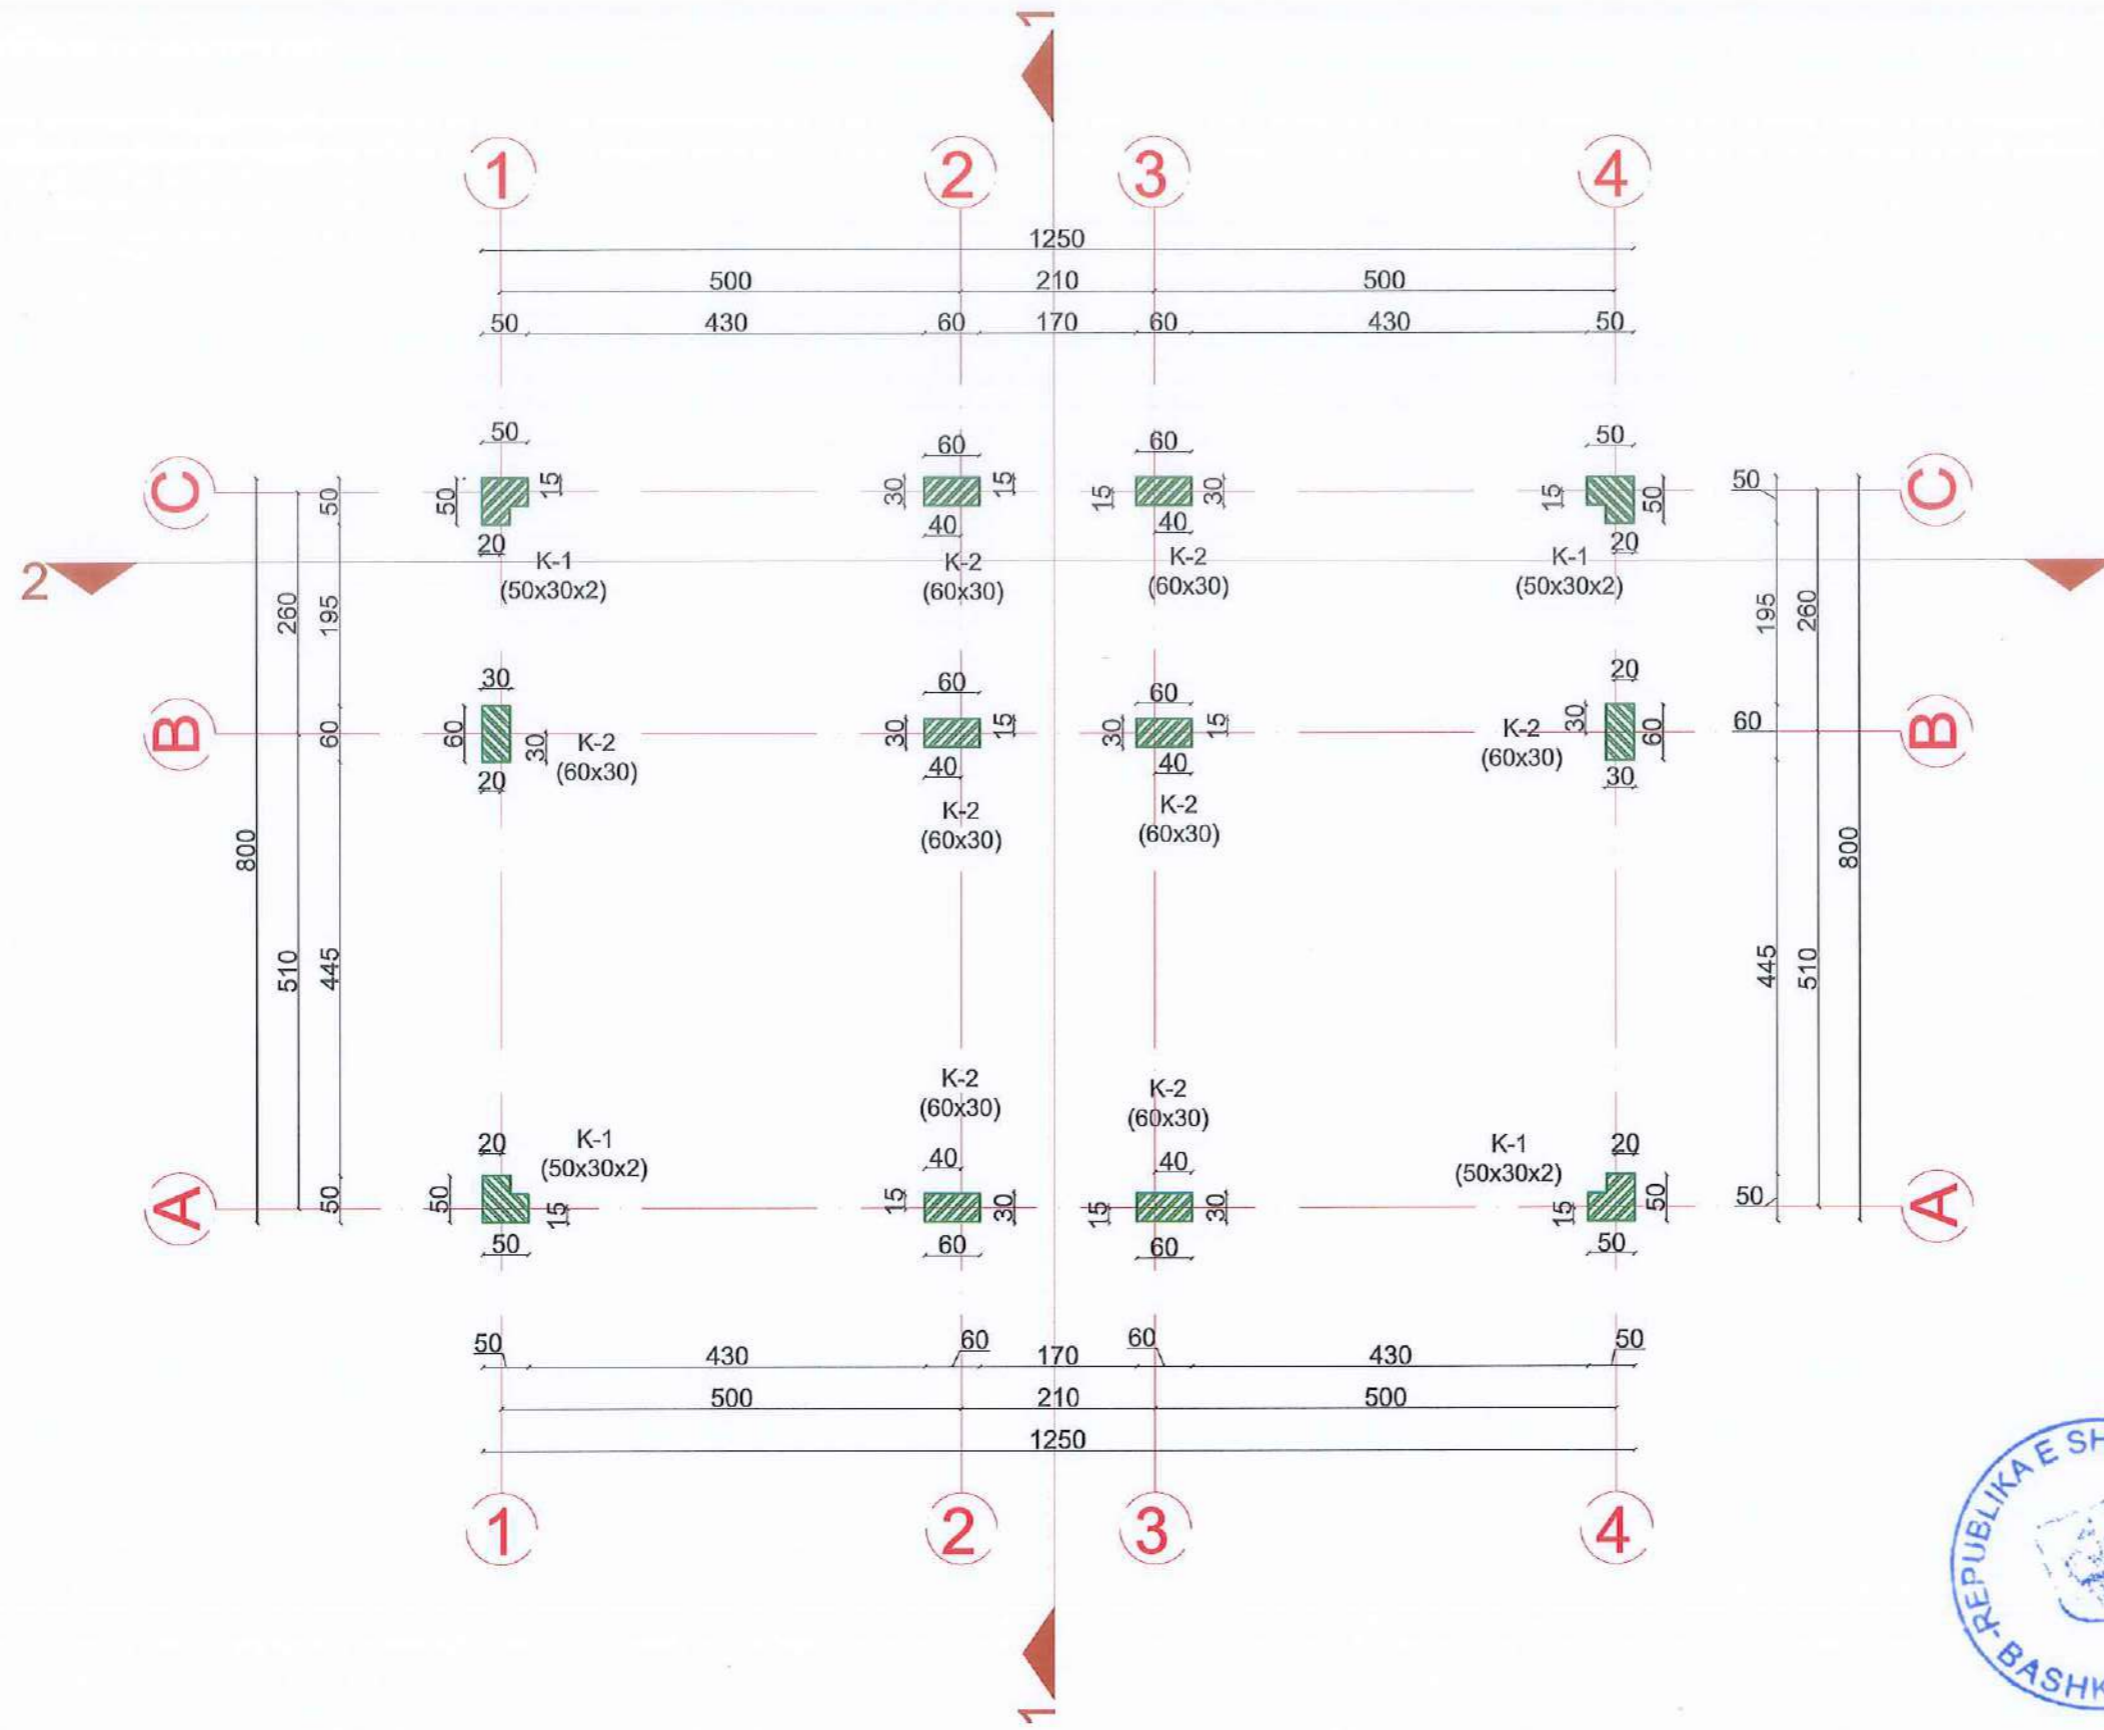 1
1 2 3 4
1250
500 210 500
50 430 60 170 60 430 50
50 60 60 50
C 50 50 15 30 15 15 30 15 50 50 C
20 40 40 20
2
K-1 K-2 K-2 K-1
(50x30x2) (60x30) (60x30) (50x30x2)
260 195 195 260
30 60 60 20
B 60 60 30 30 15 30 15 30 60 60 B
K-2 K-2
(60x30) (60x30)
20 40 40 30
K-2 K-2
(60x30) (60x30)
800 800
510 445 445 510
K-2 K-2
(60x30) (60x30)
K-1 K-1
(50x30x2) (50x30x2)
20 40 40 20
A 50 50 15 15 30 15 30 15 50 50 A
50 60 60 50
50 430 60 170 60 430 50
500 210 500
1250
1 2 3 4
1
REPUBLIKA E SH
BASHK